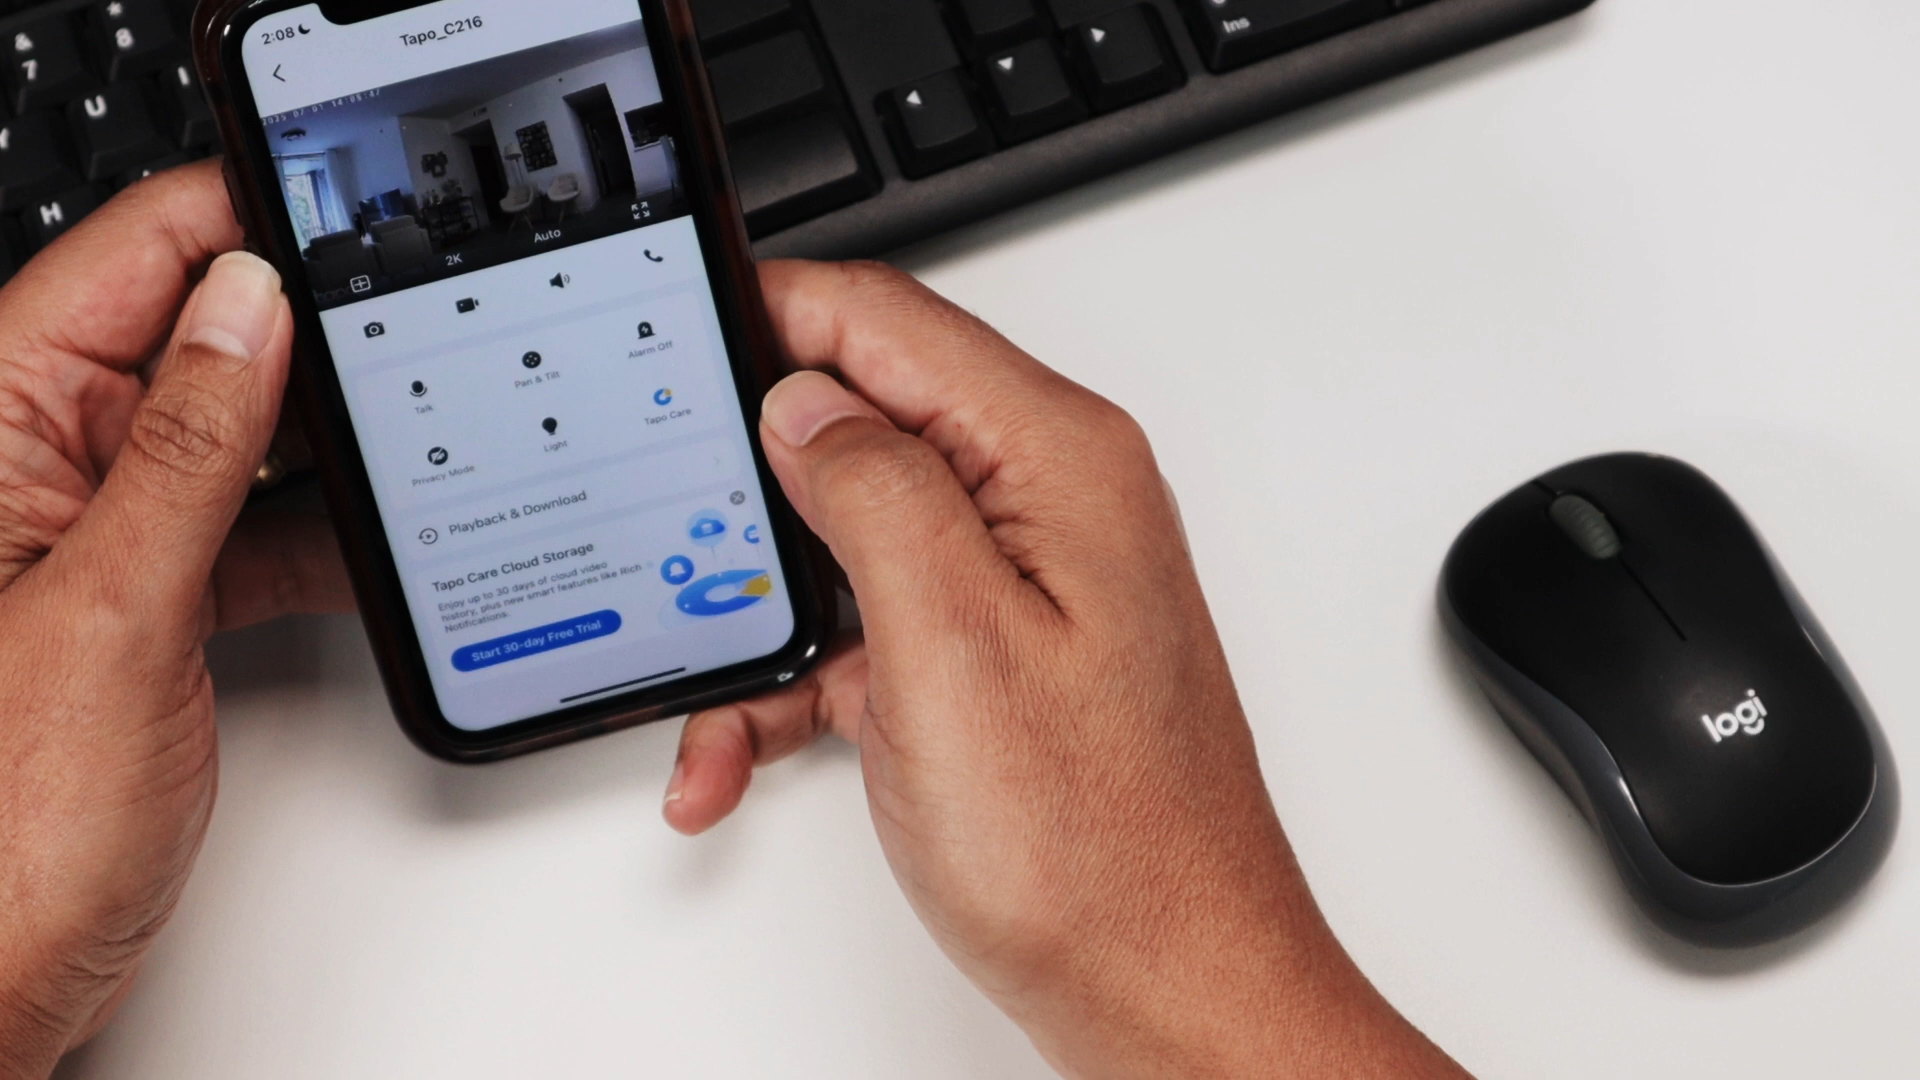 2:08
Tapo_C216
2K
Auto
Talk
Pan & Tilt
Alarm Off
Privacy Mode
Light
Tapo Care
Playback & Download
Tapo Care Cloud Storage
Enjoy up to 30 days of cloud video
history, plus new smart features like Rich
Notifications.
Start 30-day Free Trial
&
7
*
8
U
I
Y
H
Ins
logi